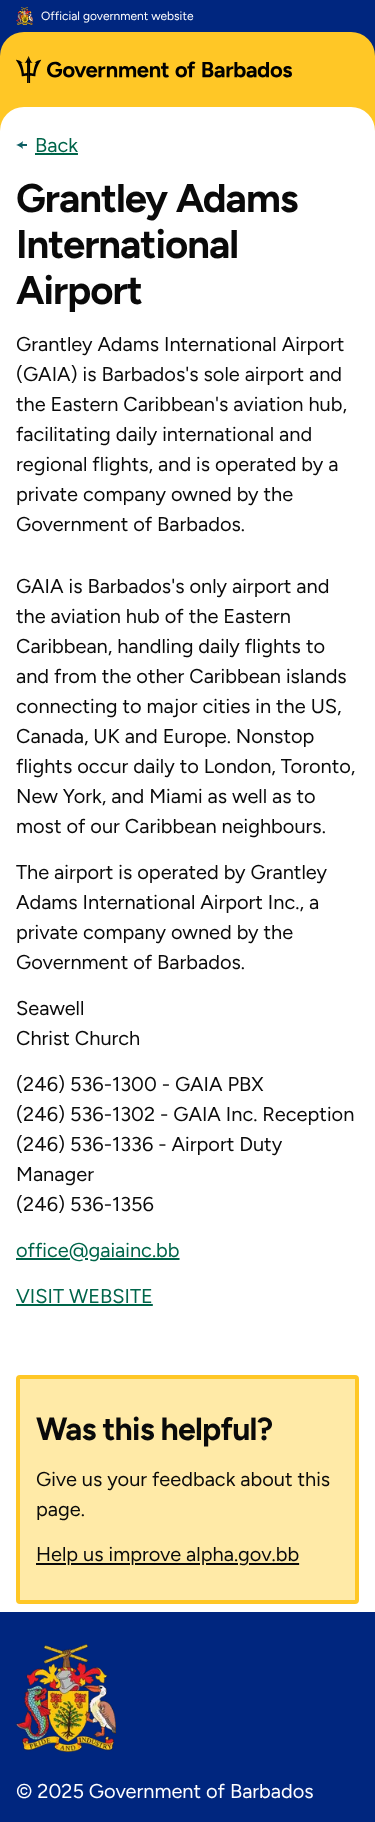 Official government website
Government of Barbados
Back
Grantley Adams
International
Airport
Grantley Adams International Airport
(GAIA) is Barbados's sole airport and
the Eastern Caribbean's aviation hub,
facilitating daily international and
regional flights, and is operated by a
private company owned by the
Government of Barbados.
GAIA is Barbados's only airport and
the aviation hub of the Eastern
Caribbean, handling daily flights to
and from the other Caribbean islands
connecting to major cities in the US,
Canada, UK and Europe. Nonstop
flights occur daily to London, Toronto,
New York, and Miami as well as to
most of our Caribbean neighbours.
The airport is operated by Grantley
Adams International Airport Inc., a
private company owned by the
Government of Barbados.
Seawell
Christ Church
(246) 536-1300 - GAIA PBX
(246) 536-1302 - GAIA Inc. Reception
(246) 536-1336 - Airport Duty
Manager
(246) 536-1356
office@gaiainc.bb
VISIT WEBSITE
Was this helpful?
Give us your feedback about this
page.
Help us improve alpha.gov.bb
PRIDE AND INDUSTRY
© 2025 Government of Barbados